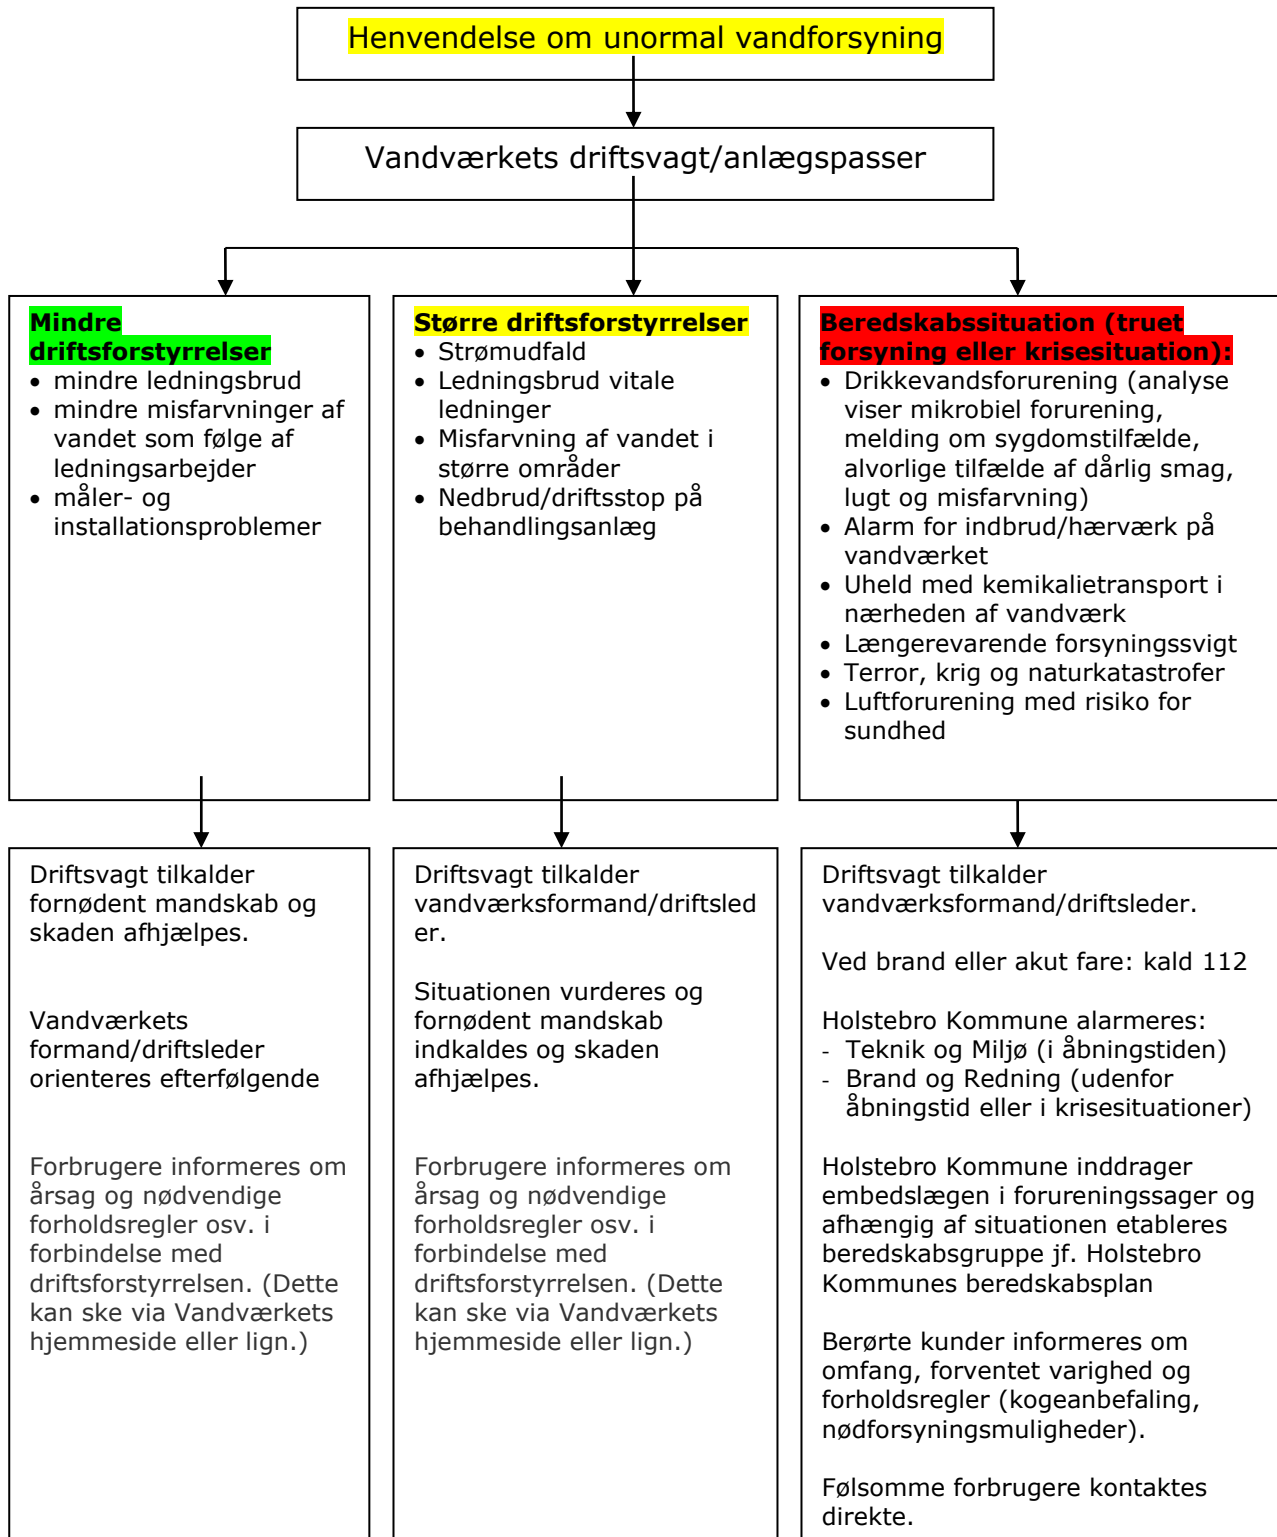 Henvendelse om unormal vandforsyning
Vandværkets driftsvagt/anlægspasser
Mindre
driftsforstyrrelser
• mindre ledningsbrud
• mindre misfarvninger af
vandet som følge af
ledningsarbejder
• måler- og
installationsproblemer
Større driftsforstyrrelser
• Strømudfald
• Ledningsbrud vitale
ledninger
• Misfarvning af vandet i
større områder
• Nedbrud/driftsstop på
behandlingsanlæg
Beredskabssituation (truet
forsyning eller krisesituation):
• Drikkevandsforurening (analyse
viser mikrobiel forurening,
melding om sygdomstilfælde,
alvorlige tilfælde af dårlig smag,
lugt og misfarvning)
• Alarm for indbrud/hærværk på
vandværket
• Uheld med kemikalietransport i
nærheden af vandværk
• Længerevarende forsyningssvigt
• Terror, krig og naturkatastrofer
• Luftforurening med risiko for
sundhed
Driftsvagt tilkalder
fornødent mandskab og
skaden afhjælpes.
Vandværkets
formand/driftsleder
orienteres efterfølgende
Forbrugere informeres om
årsag og nødvendige
forholdsregler osv. i
forbindelse med
driftsforstyrrelsen. (Dette
kan ske via Vandværkets
hjemmeside eller lign.)
Driftsvagt tilkalder
vandværksformand/driftsled
er.
Situationen vurderes og
fornødent mandskab
indkaldes og skaden
afhjælpes.
Forbrugere informeres om
årsag og nødvendige
forholdsregler osv. i
forbindelse med
driftsforstyrrelsen. (Dette
kan ske via Vandværkets
hjemmeside eller lign.)
Driftsvagt tilkalder
vandværksformand/driftsleder.
Ved brand eller akut fare: kald 112
Holstebro Kommune alarmeres:
- Teknik og Miljø (i åbningstiden)
- Brand og Redning (udenfor
åbningstid eller i krisesituationer)
Holstebro Kommune inddrager
embedslægen i forureningssager og
afhængig af situationen etableres
beredskabsgruppe jf. Holstebro
Kommunes beredskabsplan
Berørte kunder informeres om
omfang, forventet varighed og
forholdsregler (kogeanbefaling,
nødforsyningsmuligheder).
Følsomme forbrugere kontaktes
direkte.